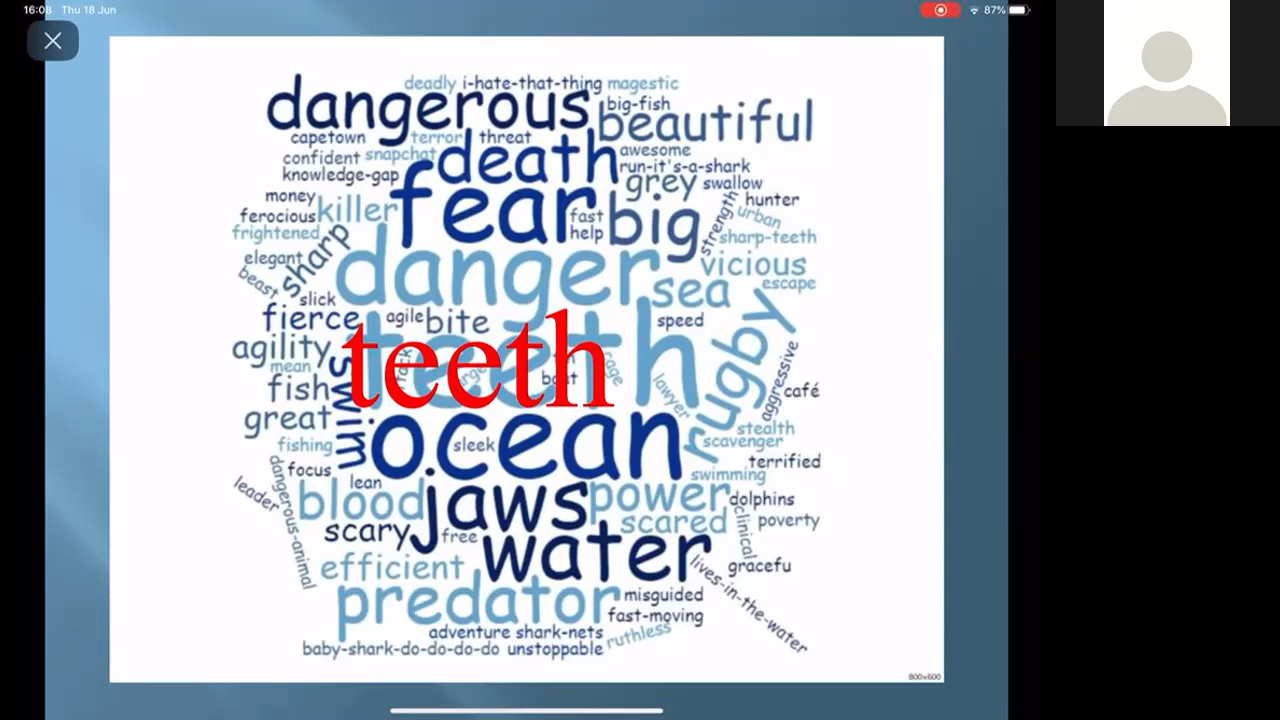 16:08 Thu 18 Jun
87%
deadly i-hate-that-thing magestic
dangerous big-fish
beautiful
capetown terror threat
confident snapchat death awesome
run-it's-a-shark
knowledge-gap grey swallow
money hunter
ferocious killer fear fast big strength urban
frightened help sharp-teeth
sharp
elegant danger vicious
beast sea escape
slick
fierce agile bite speed
agility teeth rugby
teeth
mean swim cage
fish boat lawyer aggressive café
great ocean stealth
fishing sleek scavenger
focus terrified
dangerous-animal lean swimming
leader blood jaws power dolphins
scary free scared clinical poverty
efficient water gracefu
lives-in-the-water
predator misguided
fast-moving
adventure shark-nets ruthless
baby-shark-do-do-do-do unstoppable
800x600